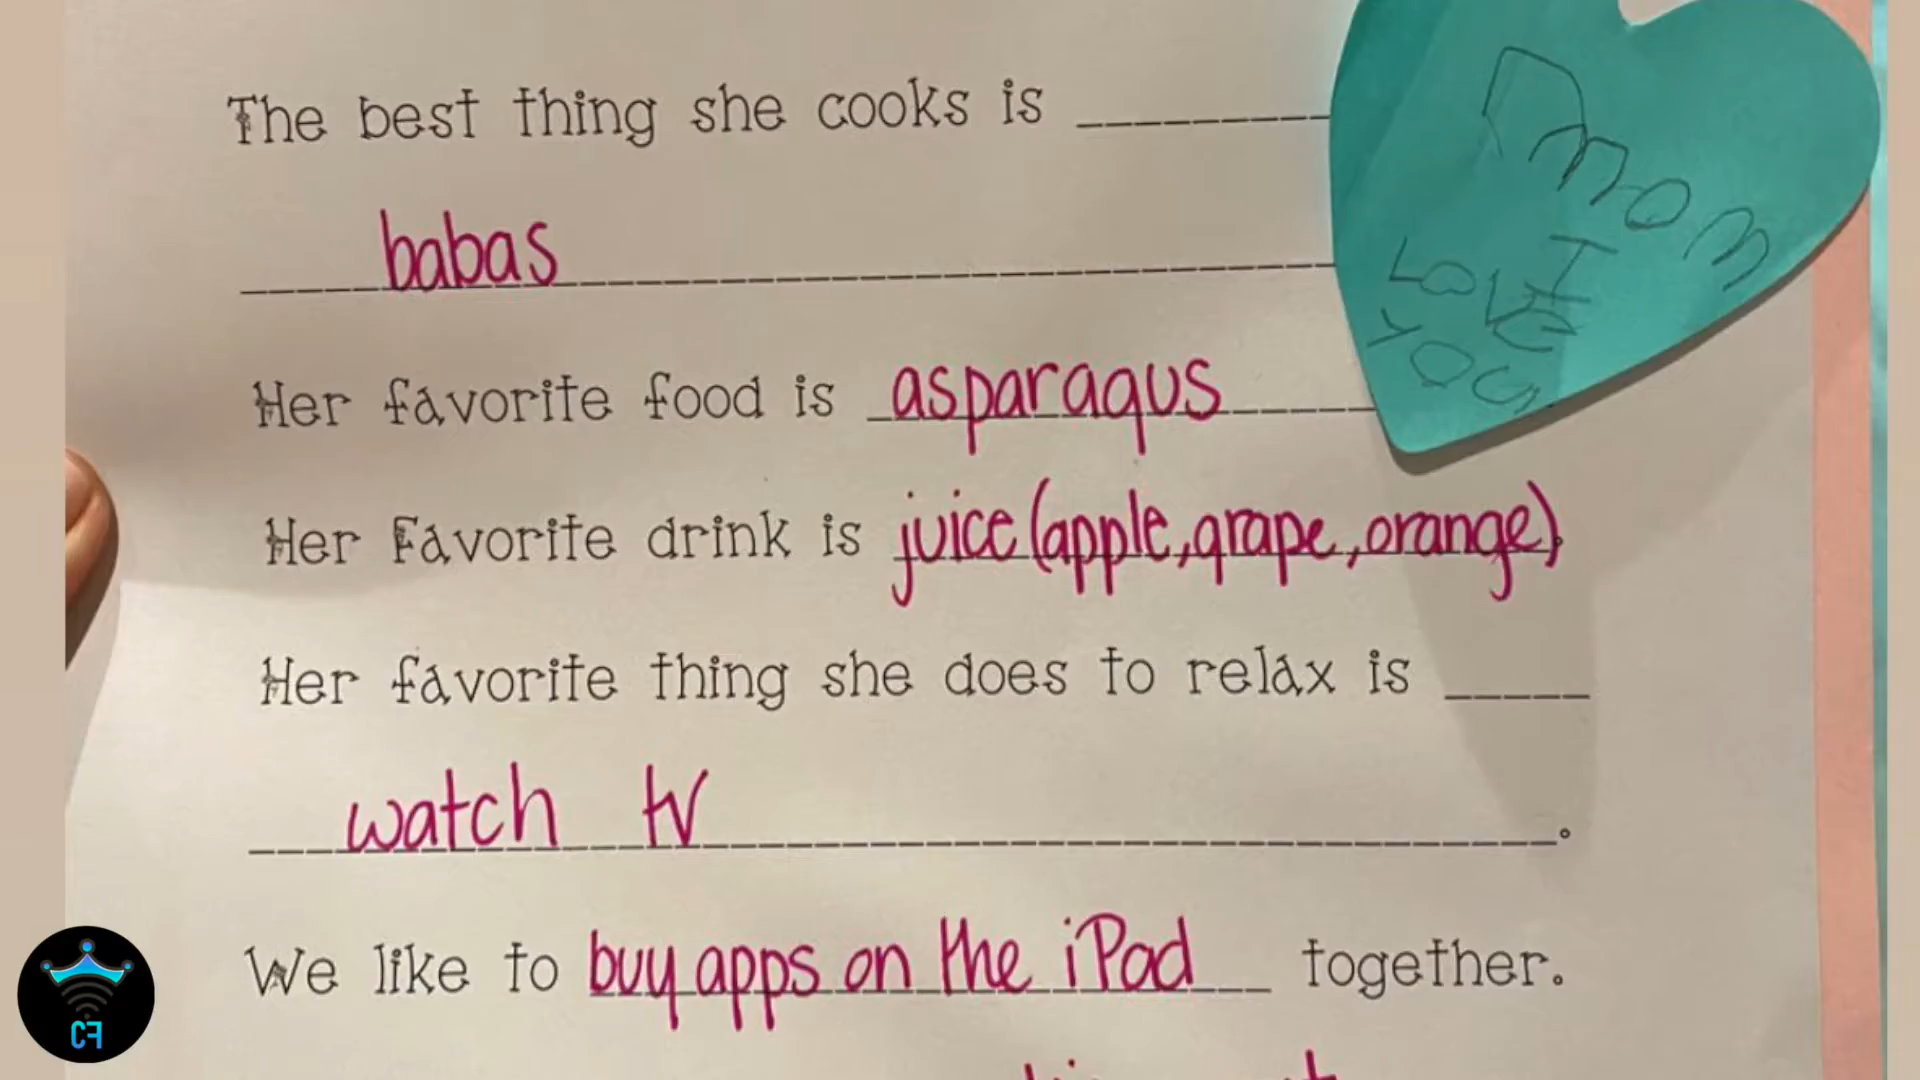 The best thing she cooks is
babas
Her favorite food is asparagus
Her Favorite drink is juice (apple, grape, orange).
Her favorite thing she does to relax is
watch tv.
We like to buy apps on the iPad together.
mom
I
Love
you
CF